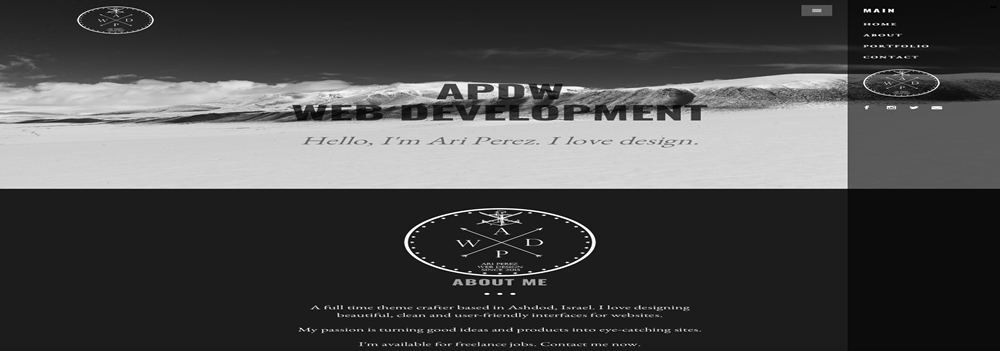 A
W D
P
MAIN
HOME
ABOUT
PORTFOLIO
CONTACT
A
W D
P
APDW
WEB DEVELOPMENT
Hello, I'm Ari Perez. I love design.
A
W D
P
ARI PEREZ
WEB DESIGN
SINCE 2013
ABOUT ME
A full time theme crafter based in Ashdod, Israel. I love designing
beautiful, clean and user-friendly interfaces for websites.
My passion is turning good ideas and products into eye-catching sites.
I'm available for freelance jobs. Contact me now.